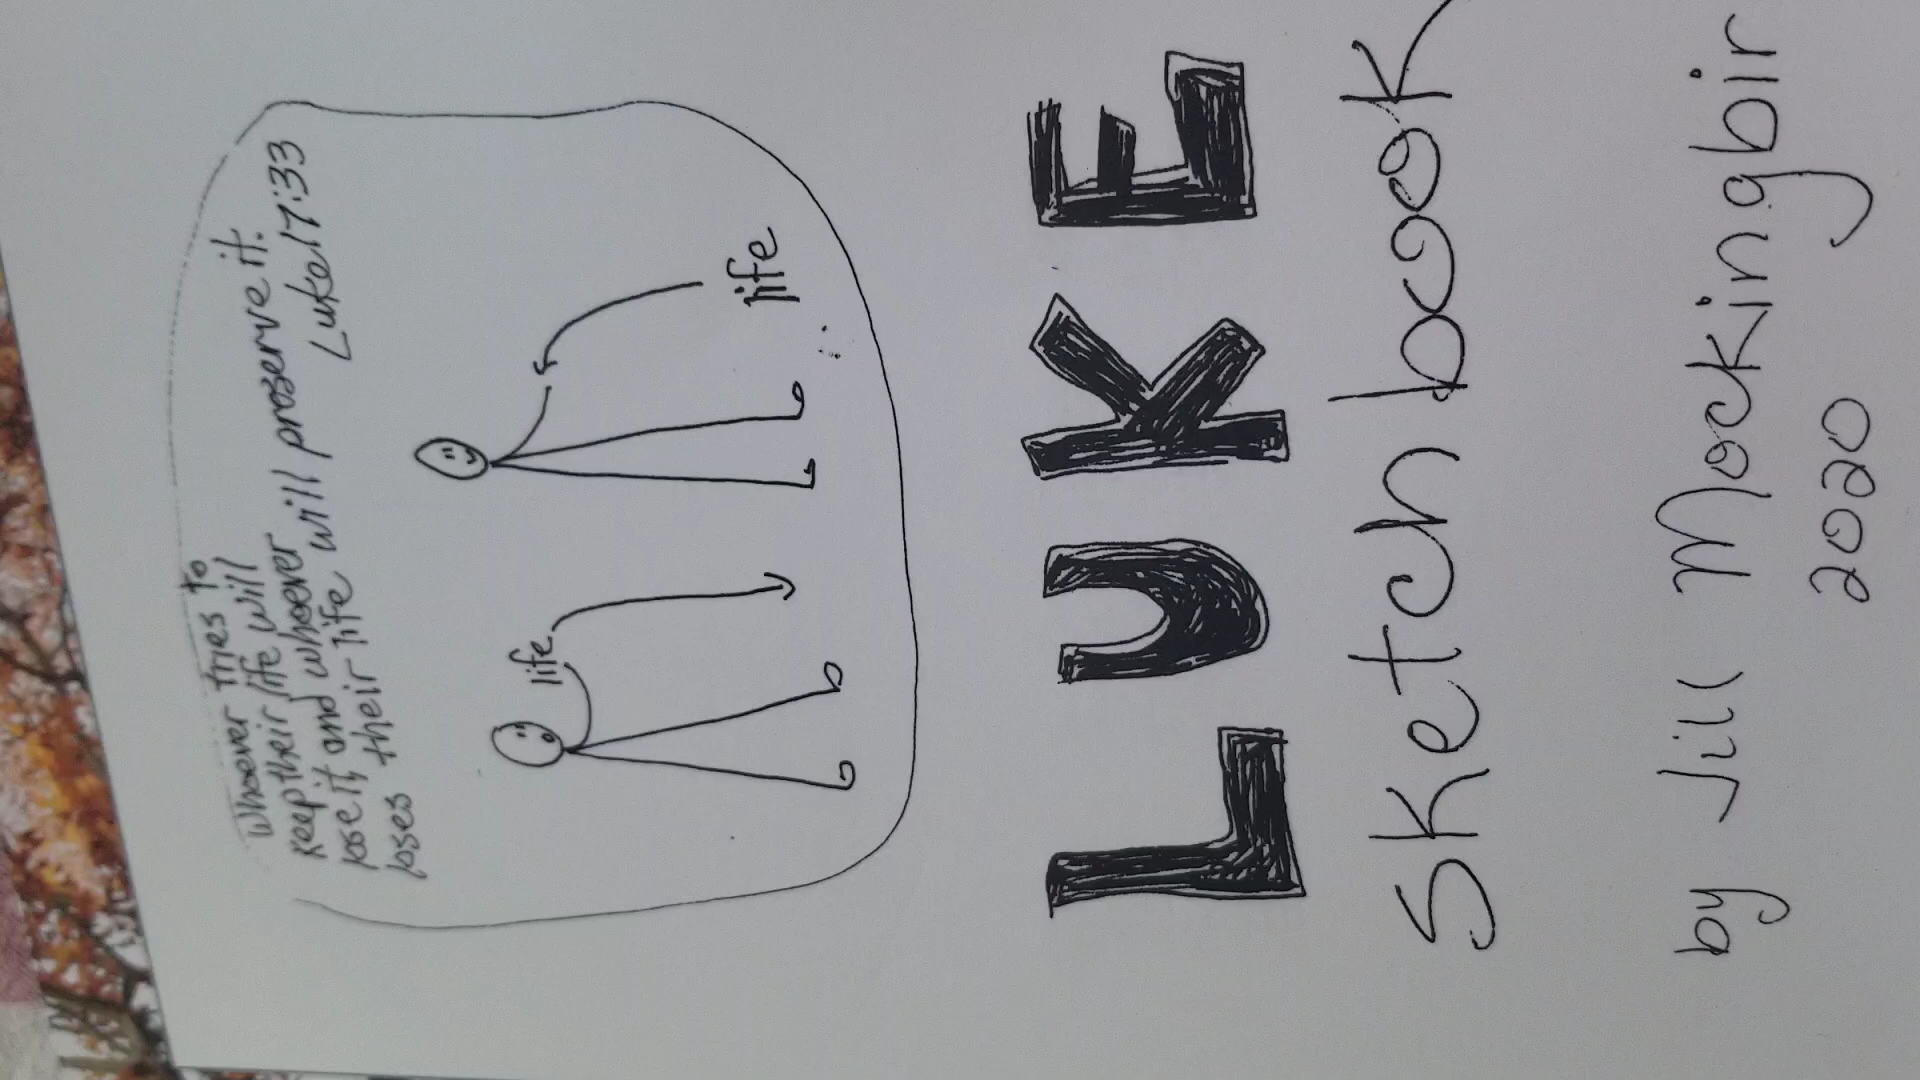 Whoever tries to
keep their life will
lose it, and whoever
loses their life will preserve it.
Luke 17:33
life
life
LUKE
Sketchbook
by Jill Mockingbir
2020